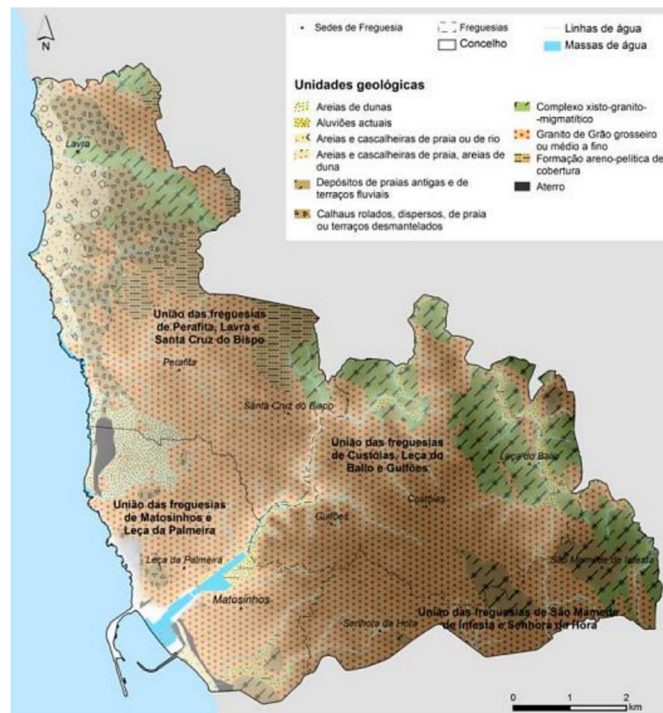 N
Sedes de Freguesia
Freguesias
Concelho
Linhas de água
Massas de água
Unidades geológicas
Areias de dunas
Aluviões actuais
Areias e cascalheiras de praia ou de rio
Areias e cascalheiras de praia, areias de
duna
Depósitos de praias antigas e de
terraços fluviais
Calhaus rolados, dispersos, de praia
ou terraços desmantelados
Complexo xisto-granito-
-migmatítico
Granito de Grão grosseiro
ou médio a fino
Formação areno-pelítica de
cobertura
Aterro
Lavra
União das freguesias
de Perafita, Lavra e
Santa Cruz do Bispo
Perafita
Santa Cruz do Bispo
União das freguesias
de Custóias, Leça do
Balio e Guifões
Leça do Balio
Custóias
Guifões
União das freguesias
de Matosinhos e
Leça da Palmeira
Leça da Palmeira
Matosinhos
São Mamede de Infesta
União das freguesias de São Mamede
de Infesta e Senhora da Hora
Senhora da Hora
0 1 2
km